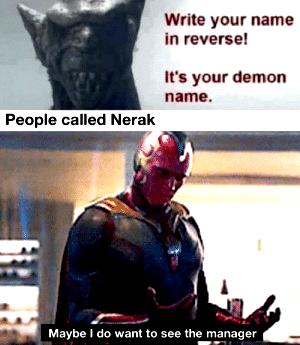 Write your name
in reverse!
It's your demon
name.
People called Nerak
Maybe I do want to see the manager